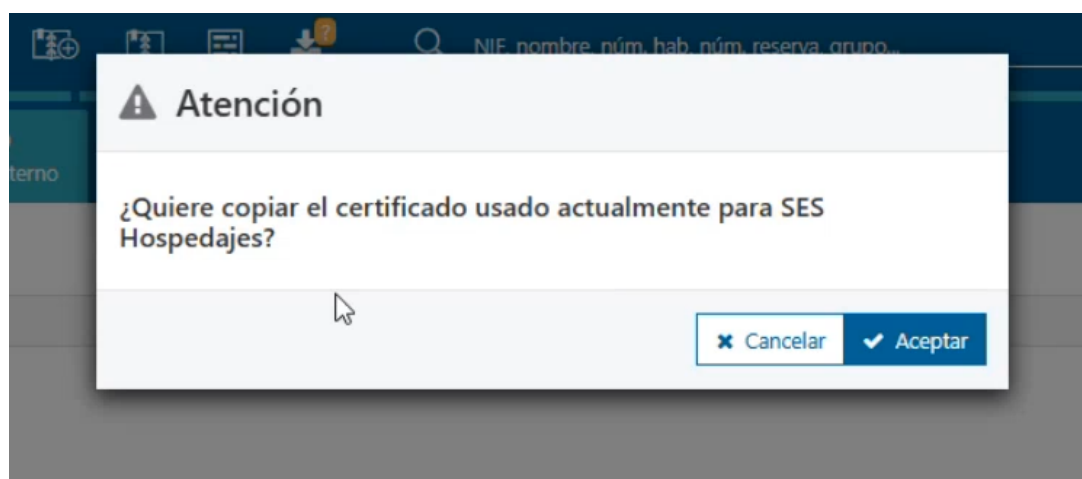 ?
NIF, nombre, núm. hab, núm. reserva, grupo...
Atención
terno
¿Quiere copiar el certificado usado actualmente para SES
Hospedajes?
Cancelar
Aceptar